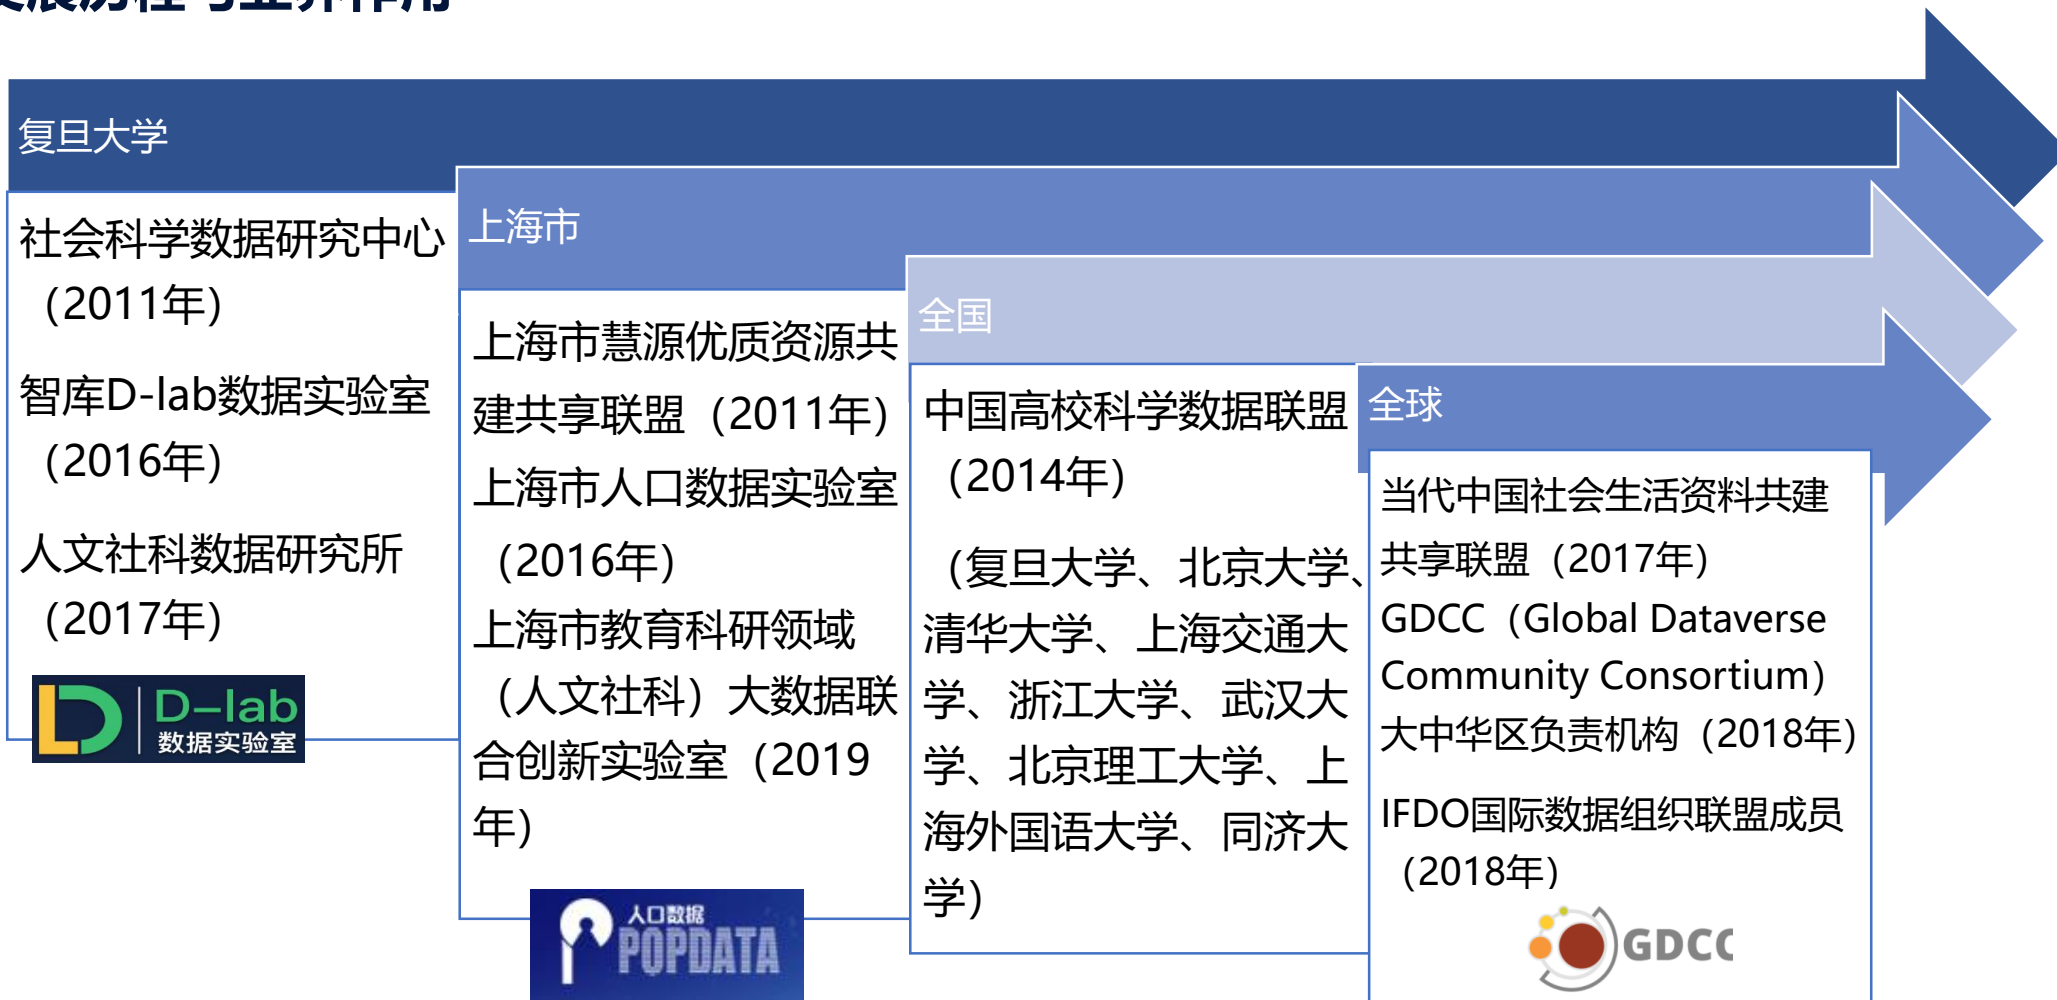 发展历程与业界作用
复旦大学
社会科学数据研究中心
（2011年）
智库D-lab数据实验室
（2016年）
人文社科数据研究所
（2017年）
D-lab
数据实验室
上海市
上海市慧源优质资源共
建共享联盟（2011年）
上海市人口数据实验室
（2016年）
上海市教育科研领域
（人文社科）大数据联
合创新实验室（2019
年）
人口数据
POPDATA
全国
中国高校科学数据联盟
（2014年）
（复旦大学、北京大学、
清华大学、上海交通大
学、浙江大学、武汉大
学、北京理工大学、上
海外国语大学、同济大
学）
全球
当代中国社会生活资料共建
共享联盟（2017年）
GDCC（Global Dataverse
Community Consortium）
大中华区负责机构（2018年）
IFDO国际数据组织联盟成员
（2018年）
GDCC